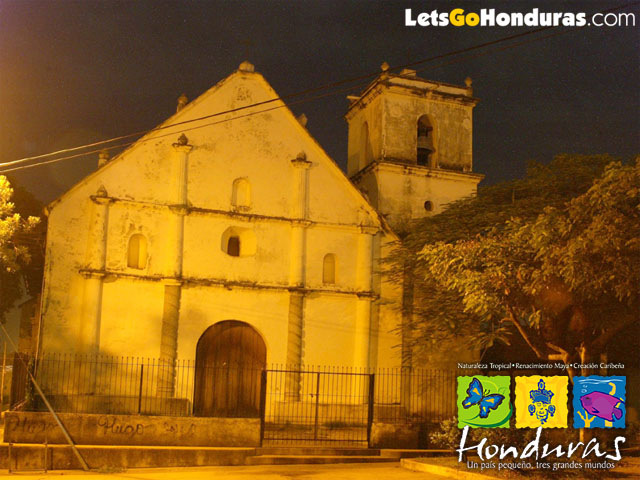 LetsGoHonduras.com
Naturaleza Tropical • Renacimiento Maya • Creación Caribeña
Honduras
Un país pequeño, tres grandes mundos